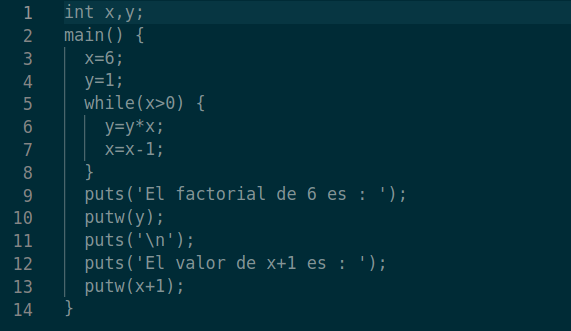 1 int x,y;
2 main() {
3 x=6;
4 y=1;
5 while(x>0) {
6 y=y*x;
7 x=x-1;
8 }
9 puts('El factorial de 6 es : ');
10 putw(y);
11 puts('\n');
12 puts('El valor de x+1 es : ');
13 putw(x+1);
14 }